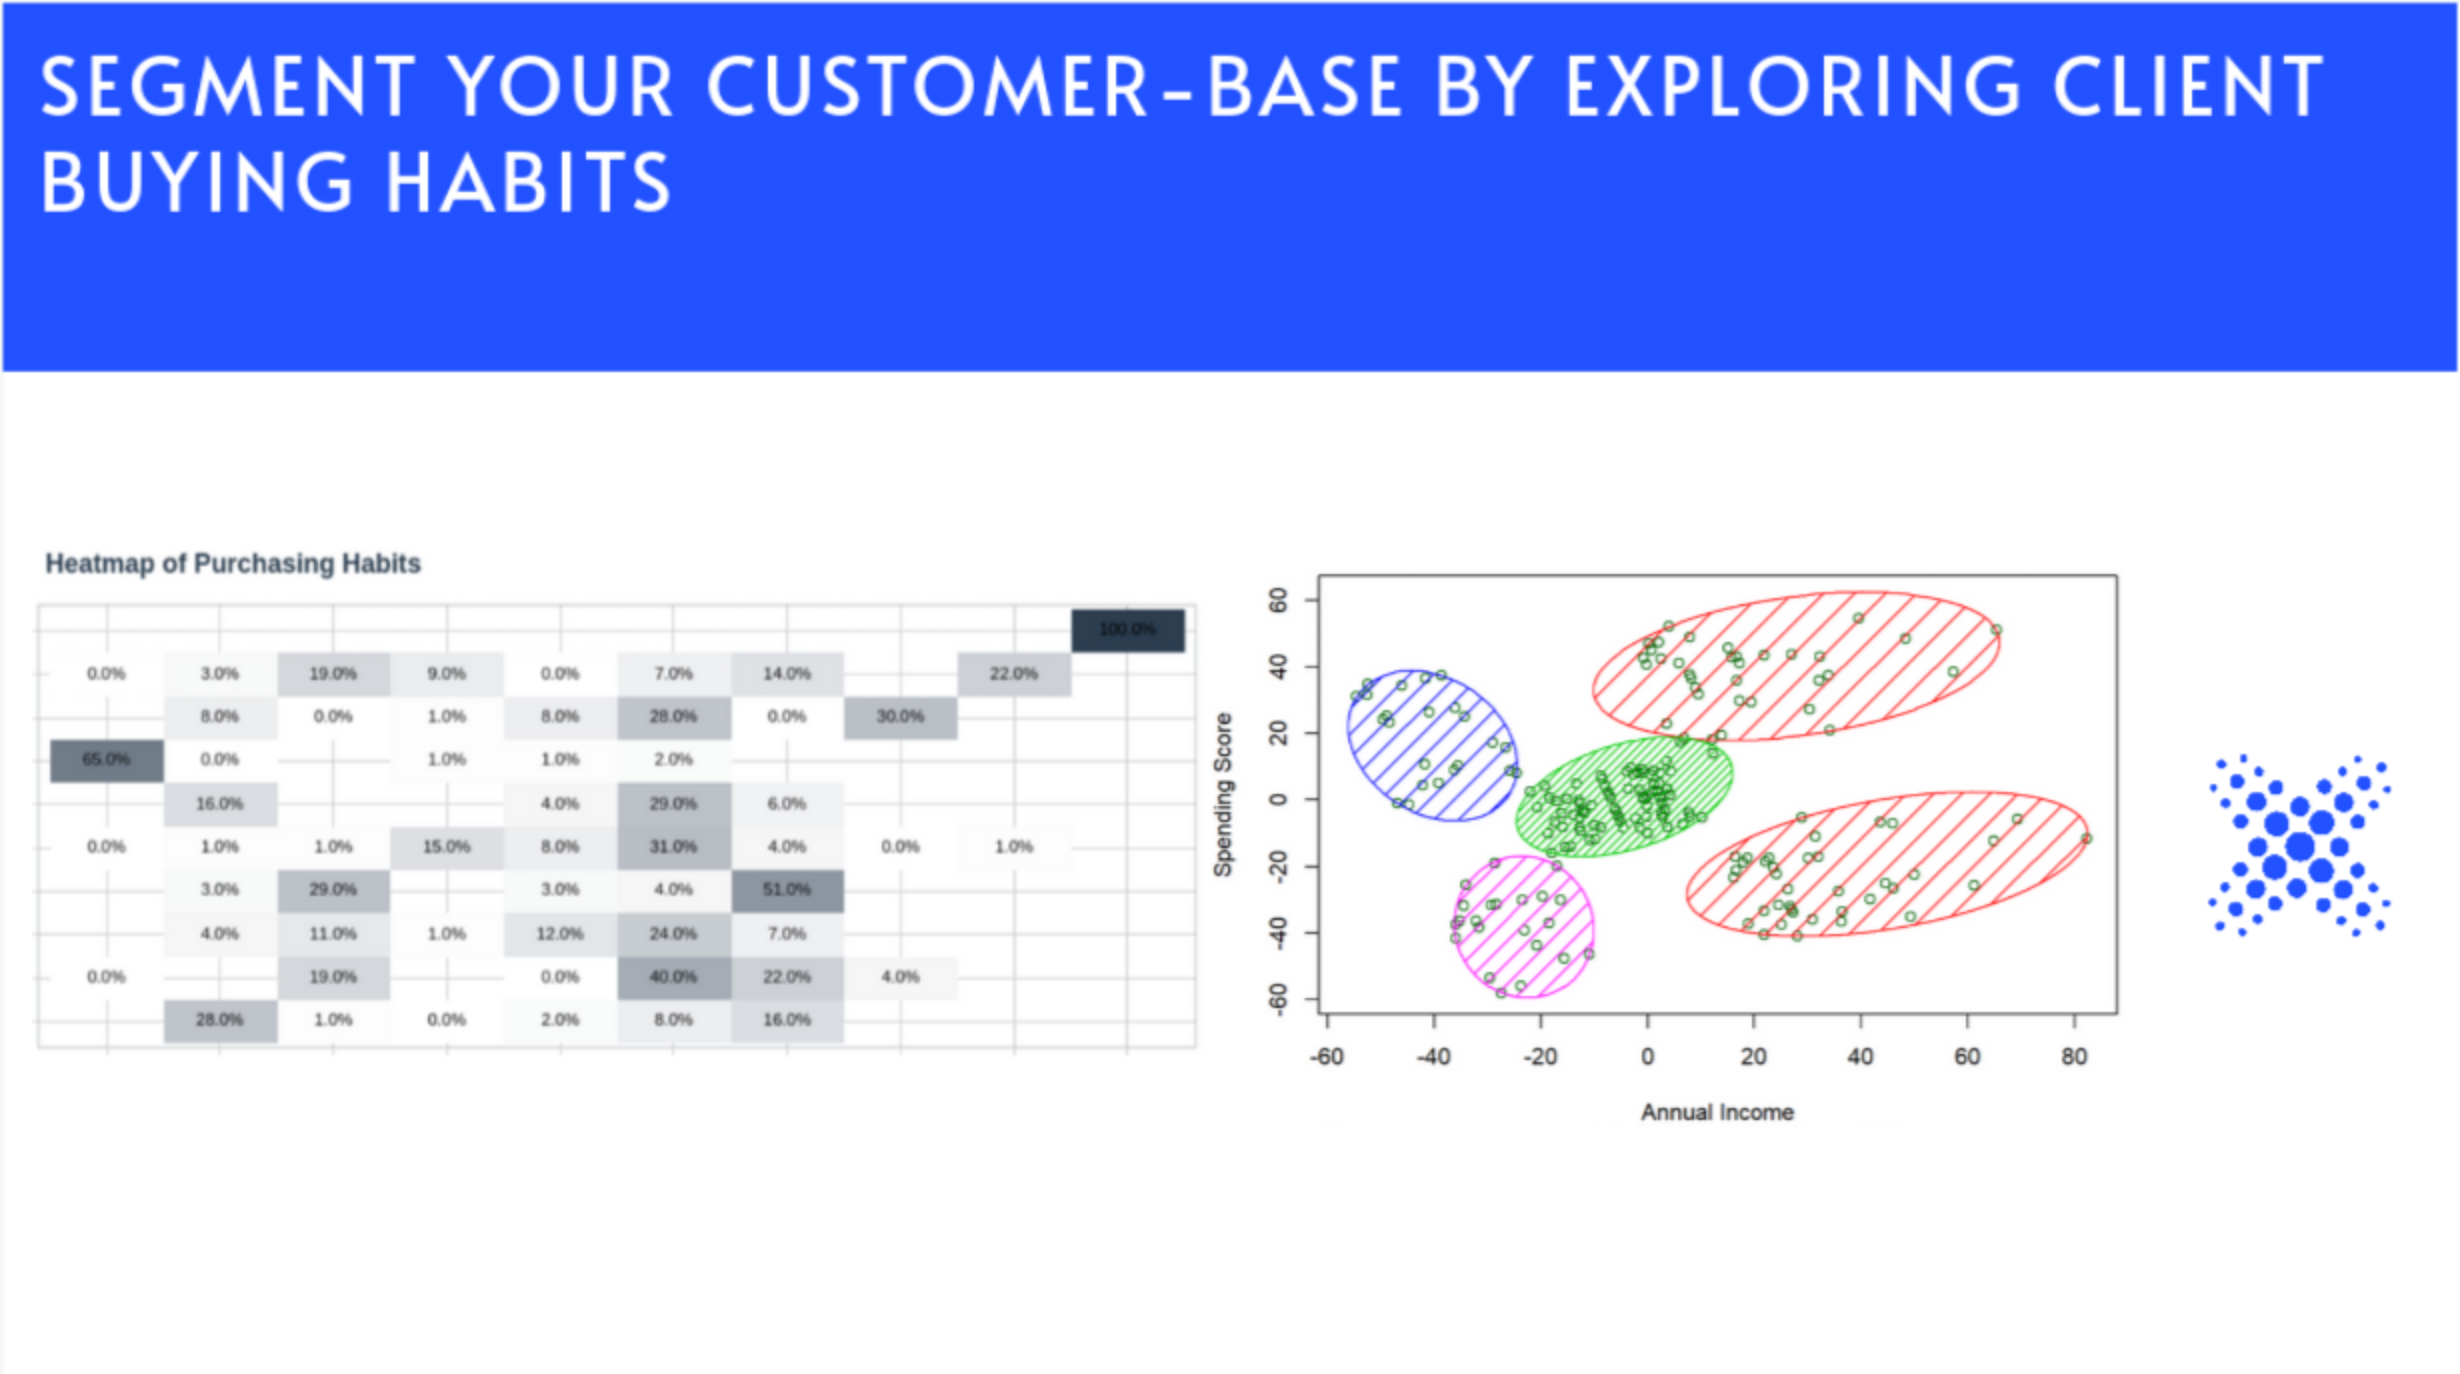 SEGMENT YOUR CUSTOMER-BASE BY EXPLORING CLIENT
BUYING HABITS
Heatmap of Purchasing Habits
100.0%
0.0% 3.0% 19.0% 9.0% 0.0% 7.0% 14.0% 22.0%
8.0% 0.0% 1.0% 8.0% 28.0% 0.0% 30.0%
65.0% 0.0% 1.0% 1.0% 2.0%
16.0% 4.0% 29.0% 6.0%
0.0% 1.0% 1.0% 15.0% 8.0% 31.0% 4.0% 0.0% 1.0%
3.0% 29.0% 3.0% 4.0% 51.0%
4.0% 11.0% 1.0% 12.0% 24.0% 7.0%
0.0% 19.0% 0.0% 40.0% 22.0% 4.0%
28.0% 1.0% 0.0% 2.0% 8.0% 16.0%
Spending Score
60
40
20
0
-20
-40
-60
-60 -40 -20 0 20 40 60 80
Annual Income